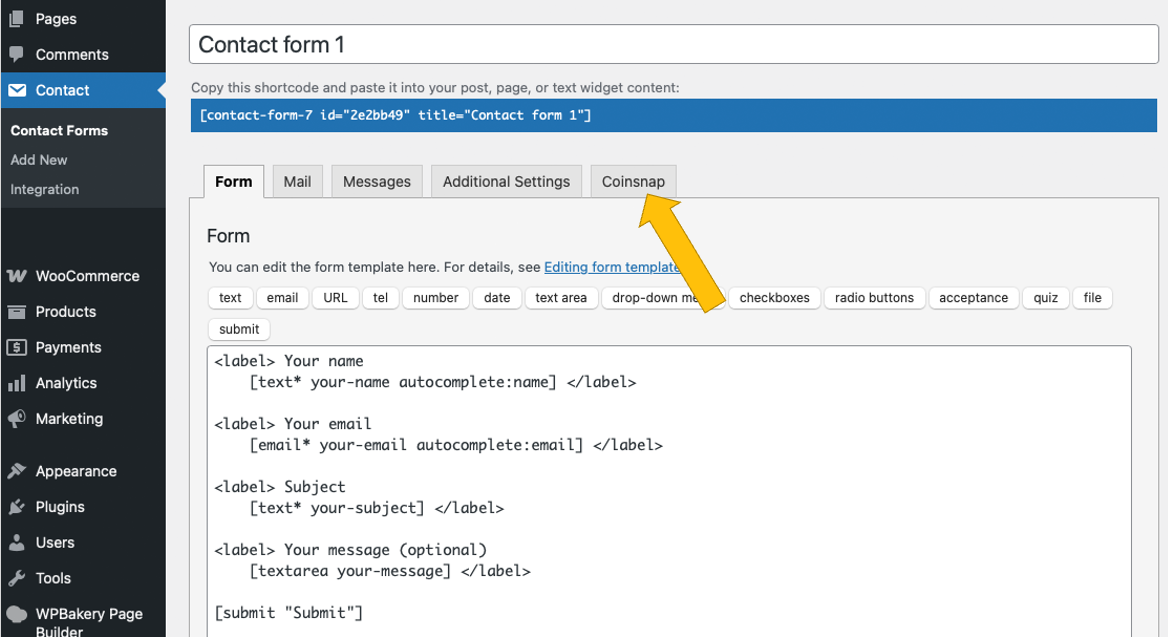 Pages
Comments
Contact
Contact Forms
Add New
Integration
WooCommerce
Products
Payments
Analytics
Marketing
Appearance
Plugins
Users
Tools
WPBakery Page
Builder
Contact form 1
Copy this shortcode and paste it into your post, page, or text widget content:
[contact-form-7 id="2e2bb49" title="Contact form 1"]
Form Mail Messages Additional Settings Coinsnap
Form
You can edit the form template here. For details, see Editing form template
text email URL tel number date text area drop-down checkboxes radio buttons acceptance quiz file
submit
<label> Your name
    [text* your-name autocomplete:name] </label>
<label> Your email
    [email* your-email autocomplete:email] </label>
<label> Subject
    [text* your-subject] </label>
<label> Your message (optional)
    [textarea your-message] </label>
[submit "Submit"]